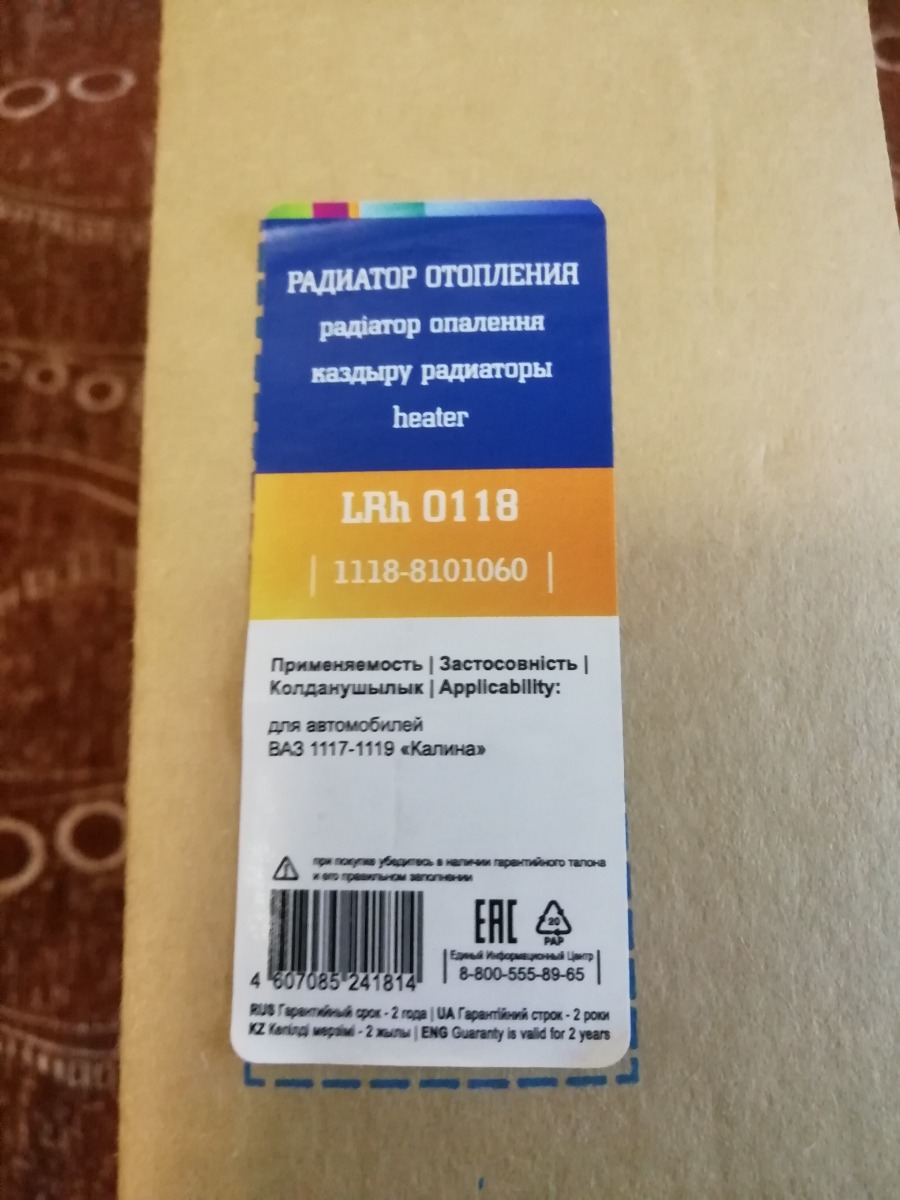 РАДИАТОР ОТОПЛЕНИЯ
радіатор опалення
каздыру радиаторы
heater
LRh 0118
| 1118-8101060 |
Применяемость | Застосовність |
Колданушылык | Applicability:
для автомобилей
ВАЗ 1117-1119 «Калина»
при покупке убедитесь в наличии гарантийного талона
и его правильном заполнении
EAC
20
PAP
Единый Информационный Центр
8-800-555-89-65
4 607085 241814
RUS Гарантийный срок - 2 года | UA Гарантійний строк - 2 роки
KZ Кепілді мерзімі - 2 жылы | ENG Guaranty is valid for 2 years